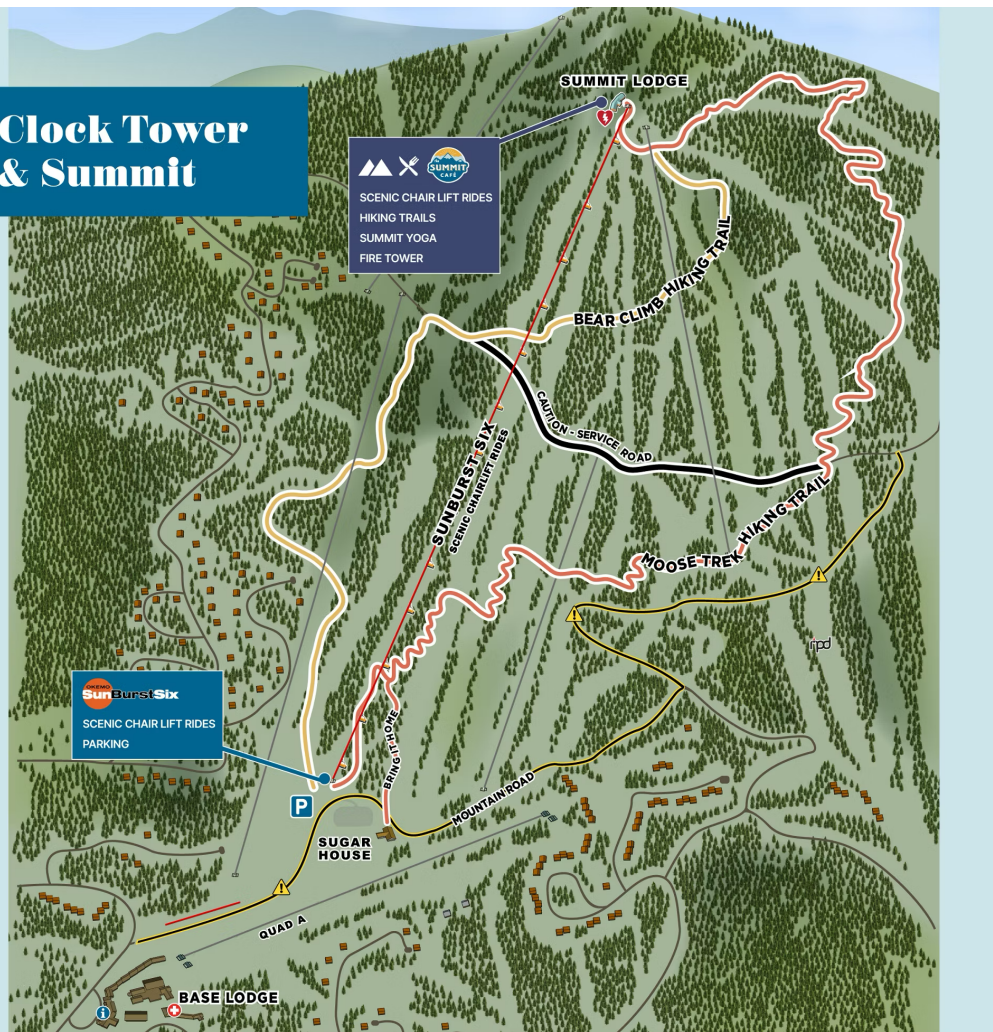 Clock Tower
& Summit
SUMMIT LODGE
SUMMIT
CAFÉ
SCENIC CHAIR LIFT RIDES
HIKING TRAILS
SUMMIT YOGA
FIRE TOWER
BEAR CLIMB HIKING TRAIL
CAUTION - SERVICE ROAD
SUNBURST SIX
SCENIC CHAIRLIFT RIDES
MOOSE TREK HIKING TRAIL
OKEMO
SunBurstSix
SCENIC CHAIR LIFT RIDES
PARKING
P
BRING IT HOME
MOUNTAIN ROAD
SUGAR
HOUSE
QUAD A
BASE LODGE
i